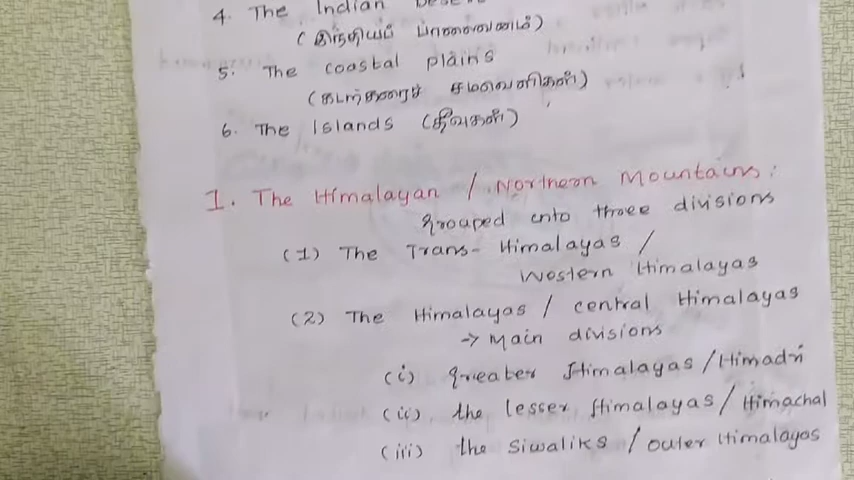 4. The Indian
(இந்தியப் பாலைவனம்)
5. The coastal plains
(கடற்கரைச் சமவெளிகள்)
6. The Islands (தீவுகள்)
1. The Himalayan / Northern Mountains:
grouped into three divisions
(1) The Trans- Himalayas /
Western Himalayas
(2) The Himalayas / central Himalayas
-> Main divisions
(i) greater Himalayas / Himadri
(ii) the lesser Himalayas / Himachal
(iii) the Siwaliks / outer Himalayas